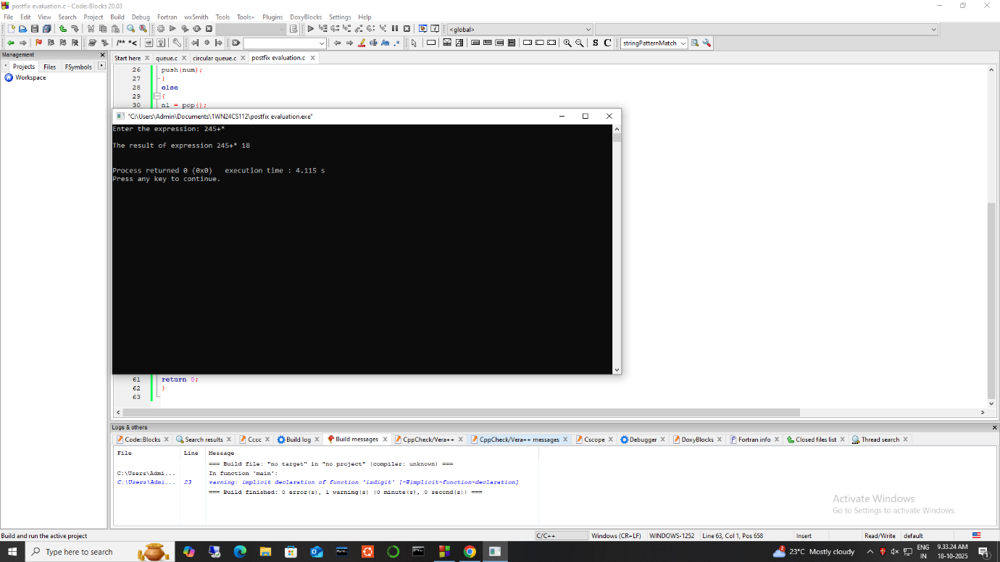 postfix evaluation.c - Code::Blocks 20.03
File Edit View Search Project Build Debug Fortran wxSmith Tools Tools+ Plugins DoxyBlocks Settings Help
<global>
/** *<
Aa .* S C stringPatternMatch
Management
Projects Files FSymbols
Workspace
Start here queue.c circular queue.c postfix evaluation.c
26 push(num);
27 }
28 else
29 {
30 n1 = pop();
"C:\Users\Admin\Documents\1WN24CS112\postfix evaluation.exe"
Enter the expression: 245+*
The result of expression 245+* 18
Process returned 0 (0x0)   execution time : 4.115 s
Press any key to continue.
61 return 0;
62 }
63
Logs & others
Code::Blocks Search results Cccc Build log Build messages CppCheck/Vera++ CppCheck/Vera++ messages Cscope Debugger DoxyBlocks Fortran info Closed files list Thread search
File Line Message
=== Build file: "no target" in "no project" (compiler: unknown) ===
C:\Users\Admi... In function 'main':
C:\Users\Admi... 23 warning: implicit declaration of function 'isdigit' [-Wimplicit-function-declaration]
=== Build finished: 0 error(s), 1 warning(s) (0 minute(s), 0 second(s)) ===
Activate Windows
Go to Settings to activate Windows.
Build and run the active project C/C++ Windows (CR+LF) WINDOWS-1252 Line 63, Col 1, Pos 658 Insert Read/Write default
Type here to search
2 23°C Mostly cloudy
ENG
IN
9.33.24 AM
18-10-2025
1